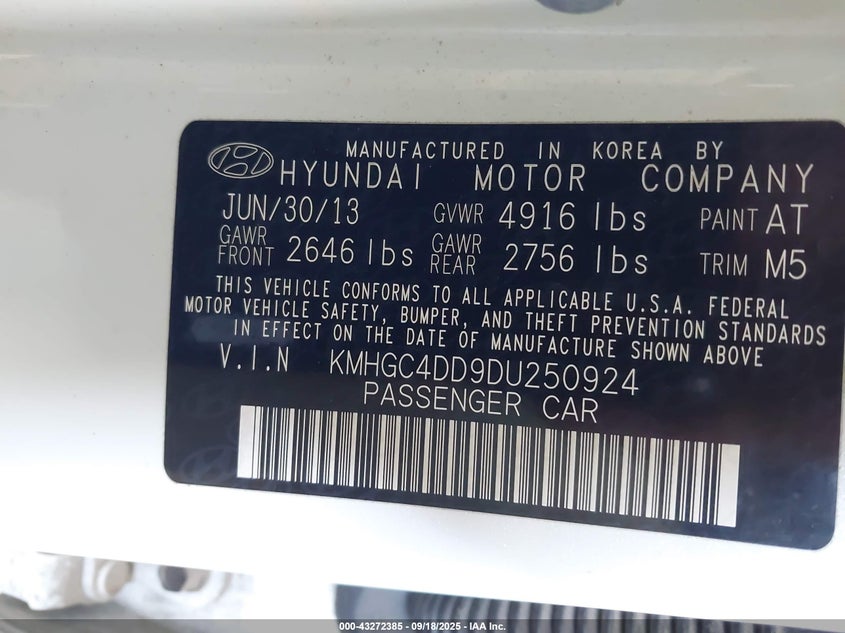 MANUFACTURED IN KOREA BY
HYUNDAI MOTOR COMPANY
JUN/30/13 GVWR 4916 lbs PAINT AT
GAWR FRONT 2646 lbs GAWR REAR 2756 lbs TRIM M5
THIS VEHICLE CONFORMS TO ALL APPLICABLE U.S.A. FEDERAL
MOTOR VEHICLE SAFETY, BUMPER, AND THEFT PREVENTION STANDARDS
IN EFFECT ON THE DATE OF MANUFACTURE SHOWN ABOVE
V.I.N KMHGC4DD9DU250924
PASSENGER CAR
000-43272385 - 09/18/2025 - IAA Inc.